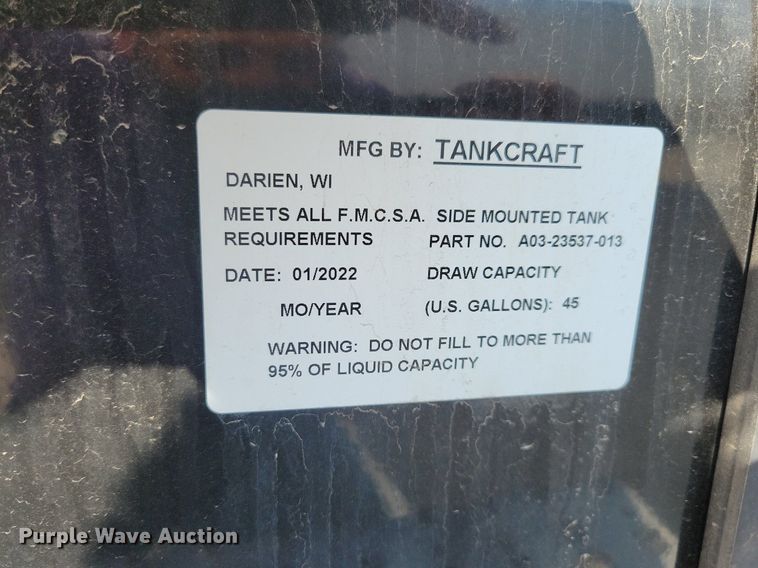 MFG BY: TANKCRAFT
DARIEN, WI
MEETS ALL F.M.C.S.A. SIDE MOUNTED TANK
REQUIREMENTS PART NO. A03-23537-013
DATE: 01/2022 DRAW CAPACITY
MO/YEAR (U.S. GALLONS): 45
WARNING: DO NOT FILL TO MORE THAN
95% OF LIQUID CAPACITY
Purple Wave Auction®